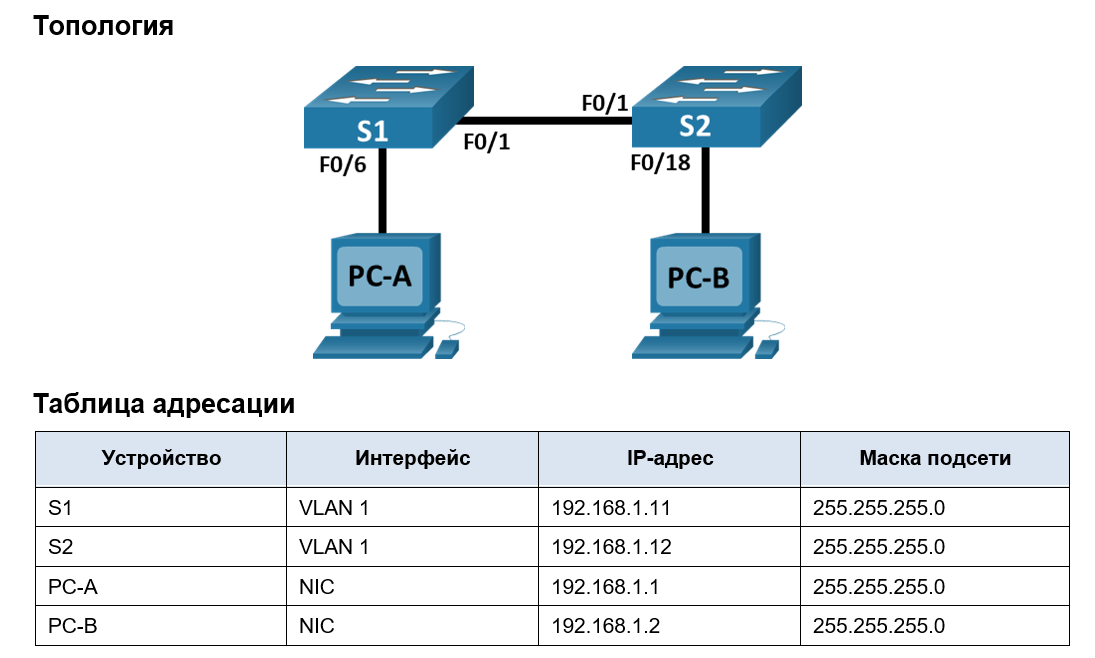 Топология
F0/1
S1
S2
F0/1
F0/6
F0/18
PC-A
PC-B
Таблица адресации
Устройство Интерфейс IP-адрес Маска подсети
S1 VLAN 1 192.168.1.11 255.255.255.0
S2 VLAN 1 192.168.1.12 255.255.255.0
PC-A NIC 192.168.1.1 255.255.255.0
PC-B NIC 192.168.1.2 255.255.255.0